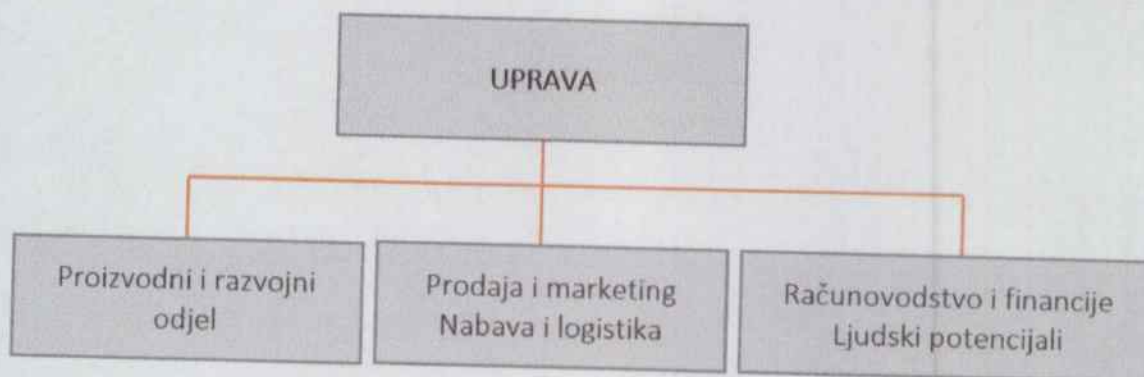 UPRAVA
Proizvodni i razvojni
odjel
Prodaja i marketing
Nabava i logistika
Računovodstvo i financije
Ljudski potencijali